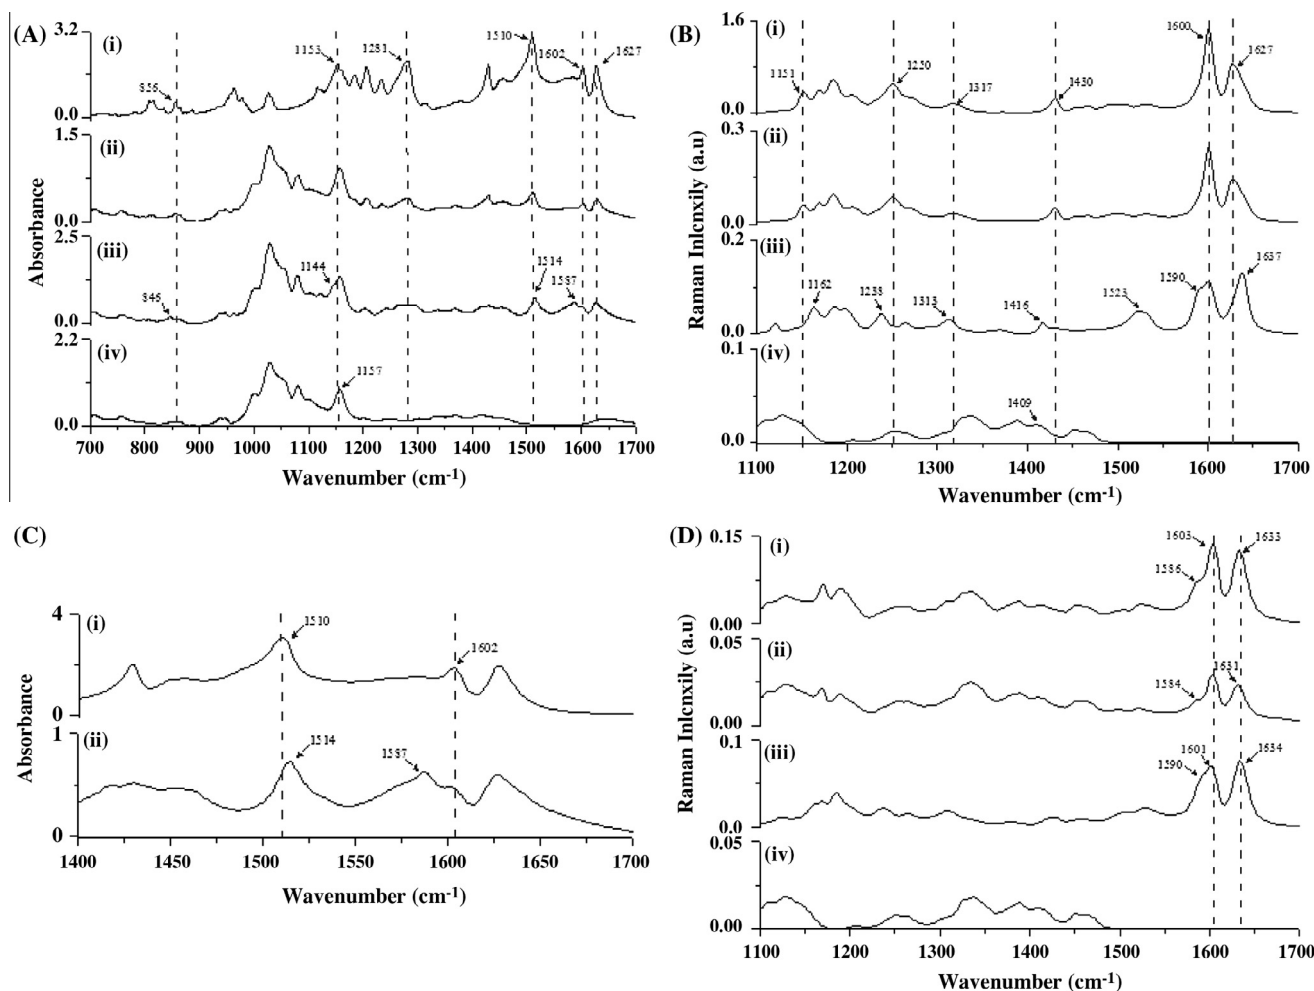 (A)
3.2
(i)
856
1153
1281
1510
1602
1627
0.0
1.5
(ii)
0.0
2.5
(iii)
846
1144
1514
1587
0.0
2.2
(iv)
1157
0.0
700 800 900 1000 1100 1200 1300 1400 1500 1600 1700
Absorbance
Wavenumber (cm-1)
(B)
1.6
(i)
1151
1250
1317
1430
1600
1627
0.0
0.3
(ii)
0.0
0.2
(iii)
1162
1238
1313
1416
1523
1590
1637
0.0
0.1
(iv)
1409
0.0
1100 1200 1300 1400 1500 1600 1700
Raman Inlcnxily (a.u)
Wavenumber (cm-1)
(C)
4
(i)
1510
1602
2
0
1
(ii)
1514
1587
0
1400 1450 1500 1550 1600 1650 1700
Absorbance
Wavenumber (cm-1)
(D)
0.15
(i)
1586
1603
1633
0.00
0.05
(ii)
1584
1631
0.00
0.1
(iii)
1590
1601
1634
0.0
0.05
(iv)
0.00
1100 1200 1300 1400 1500 1600 1700
Raman Inlcnxily (a.u)
Wavenumber (cm-1)